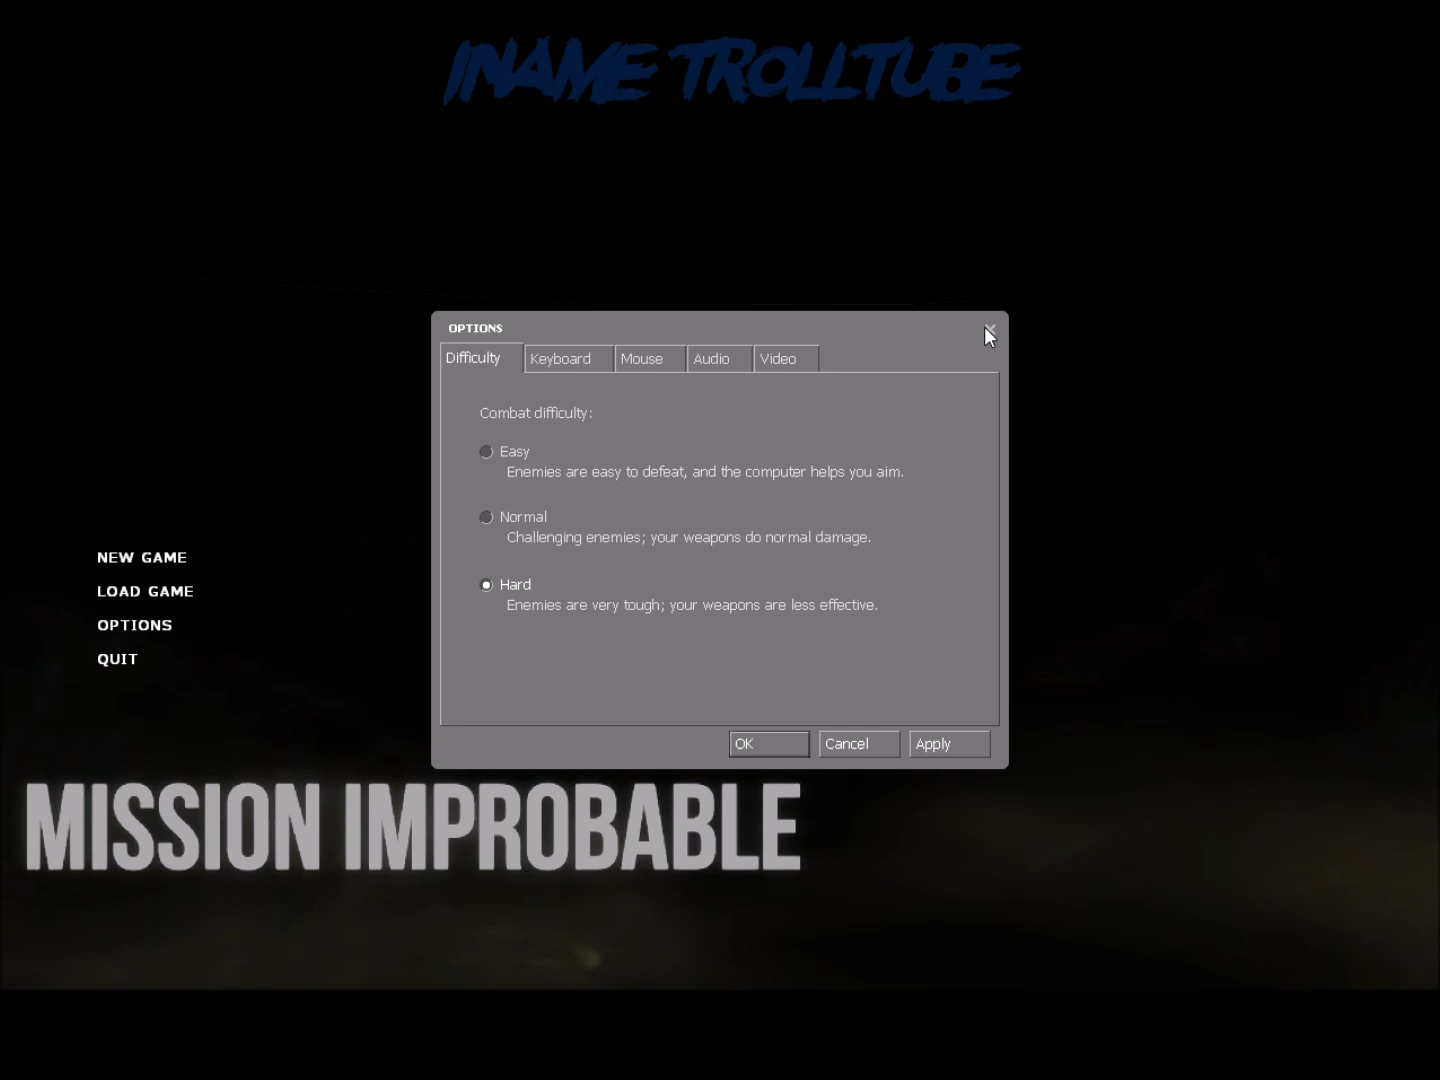 INAME TROLLTUBE
OPTIONS
Difficulty Keyboard Mouse Audio Video
Combat difficulty:
Easy
Enemies are easy to defeat, and the computer helps you aim.
Normal
Challenging enemies; your weapons do normal damage.
Hard
Enemies are very tough; your weapons are less effective.
OK Cancel Apply
NEW GAME
LOAD GAME
OPTIONS
QUIT
MISSION IMPROBABLE